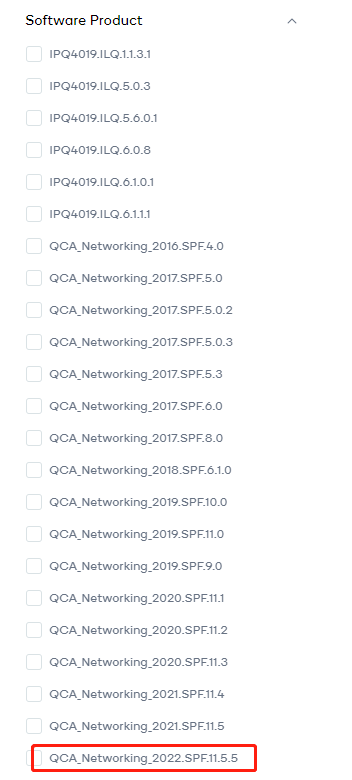 Software Product
IPQ4019.ILQ.1.1.3.1
IPQ4019.ILQ.5.0.3
IPQ4019.ILQ.5.6.0.1
IPQ4019.ILQ.6.0.8
IPQ4019.ILQ.6.1.0.1
IPQ4019.ILQ.6.1.1.1
QCA_Networking_2016.SPF.4.0
QCA_Networking_2017.SPF.5.0
QCA_Networking_2017.SPF.5.0.2
QCA_Networking_2017.SPF.5.0.3
QCA_Networking_2017.SPF.5.3
QCA_Networking_2017.SPF.6.0
QCA_Networking_2017.SPF.8.0
QCA_Networking_2018.SPF.6.1.0
QCA_Networking_2019.SPF.10.0
QCA_Networking_2019.SPF.11.0
QCA_Networking_2019.SPF.9.0
QCA_Networking_2020.SPF.11.1
QCA_Networking_2020.SPF.11.2
QCA_Networking_2020.SPF.11.3
QCA_Networking_2021.SPF.11.4
QCA_Networking_2021.SPF.11.5
QCA_Networking_2022.SPF.11.5.5